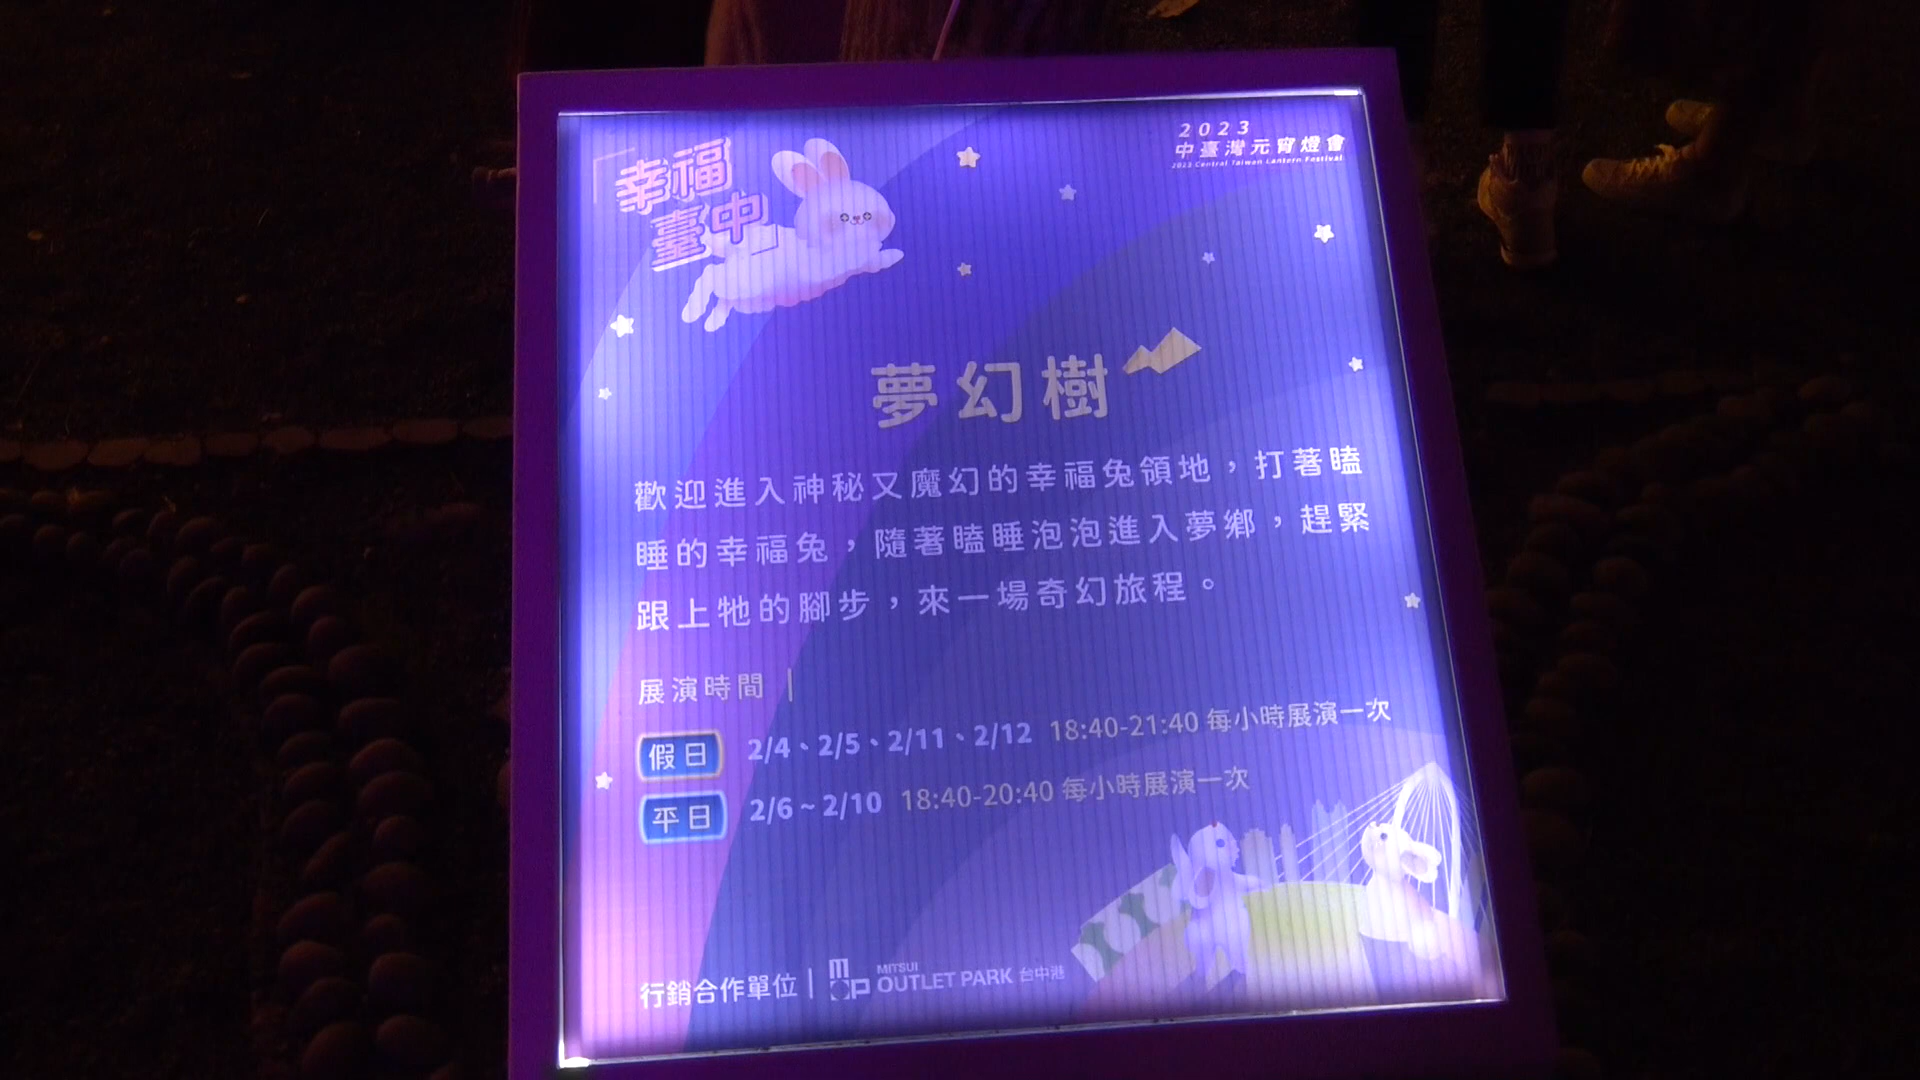 幸福
臺中
2023
中臺灣元宵燈會
2023 Central Taiwan Lantern Festival
夢幻樹
歡迎進入神秘又魔幻的幸福兔領地，打著瞌
睡的幸福兔，隨著瞌睡泡泡進入夢鄉，趕緊
跟上牠的腳步，來一場奇幻旅程。
展演時間｜
假日 2/4、2/5、2/11、2/12 18:40-21:40 每小時展演一次
平日 2/6~2/10 18:40-20:40 每小時展演一次
行銷合作單位｜ mop MITSUI OUTLET PARK 台中港